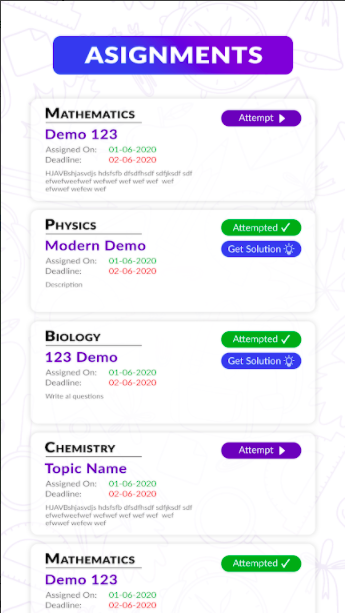 ASIGNMENTS
MATHEMATICS
Attempt
Demo 123
Assigned On: 01-06-2020
Deadline: 02-06-2020
HJAVBshjasvdjs hdsfsfb dfsdfhsdf sdfjksdf sdf
efwefweefwef wefwef wef wef wef wef
efwwef wefew wef
PHYSICS
Attempted
Modern Demo
Get Solution
Assigned On: 01-06-2020
Deadline: 02-06-2020
Description
BIOLOGY
Attempted
123 Demo
Get Solution
Assigned On: 01-06-2020
Deadline: 02-06-2020
Write al questions
CHEMISTRY
Attempt
Topic Name
Assigned On: 01-06-2020
Deadline: 02-06-2020
HJAVBshjasvdjs hdsfsfb dfsdfhsdf sdfjksdf sdf
efwefweefwef wefwef wef wef wef wef
efwwef wefew wef
MATHEMATICS
Attempted
Demo 123
Assigned On: 01-06-2020
Deadline: 02-06-2020